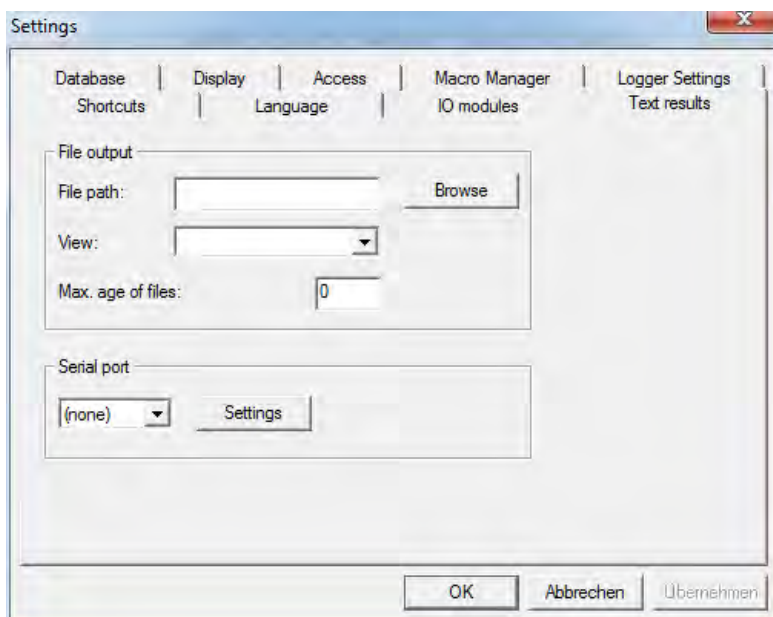 Settings
Database Display Access Macro Manager Logger Settings
Shortcuts Language IO modules Text results
File output
File path: Browse
View:
Max. age of files: 0
Serial port
(none) Settings
OK Abbrechen Übernehmen